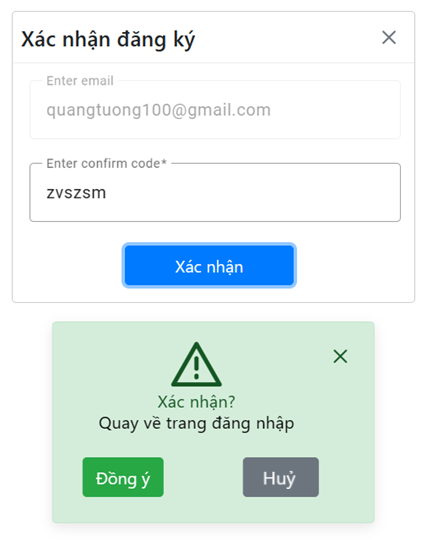 Xác nhận đăng ký
Enter email
quangtuong100@gmail.com
Enter confirm code*
zvszsm
Xác nhận
Xác nhận?
Quay về trang đăng nhập
Đồng ý
Huỷ